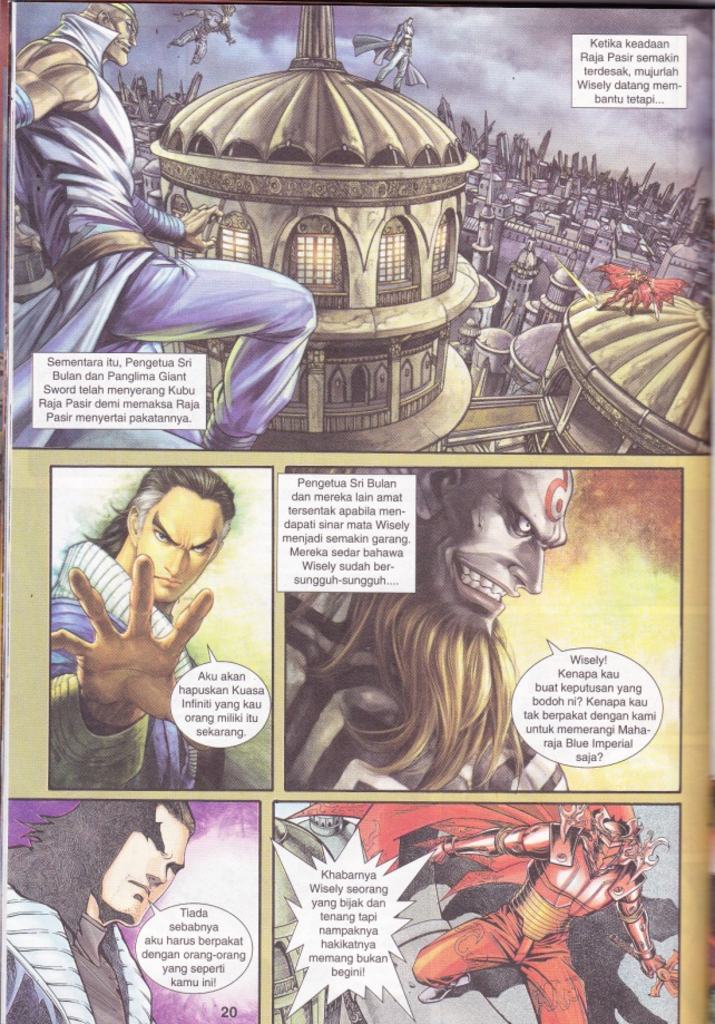 Ketika keadaan
Raja Pasir semakin
terdesak, mujurlah
Wisely datang mem-
bantu tetapi...
Sementara itu, Pengetua Sri
Bulan dan Panglima Giant
Sword telah menyerang Kubu
Raja Pasir demi memaksa Raja
Pasir menyertai pakatannya.
Aku akan
hapuskan Kuasa
Infiniti yang kau
orang miliki itu
sekarang.
Pengetua Sri Bulan
dan mereka lain amat
tersentak apabila men-
dapati sinar mata Wisely
menjadi semakin garang.
Mereka sedar bahawa
Wisely sudah ber-
sungguh-sungguh....
Wisely!
Kenapa kau
buat keputusan yang
bodoh ni? Kenapa kau
tak berpakat dengan kami
untuk memerangi Maha-
raja Blue Imperial
saja?
Tiada
sebabnya
aku harus berpakat
dengan orang-orang
yang seperti
kamu ini!
Khabarnya
Wisely seorang
yang bijak dan
tenang tapi
nampaknya
hakikatnya
memang bukan
begini!
20